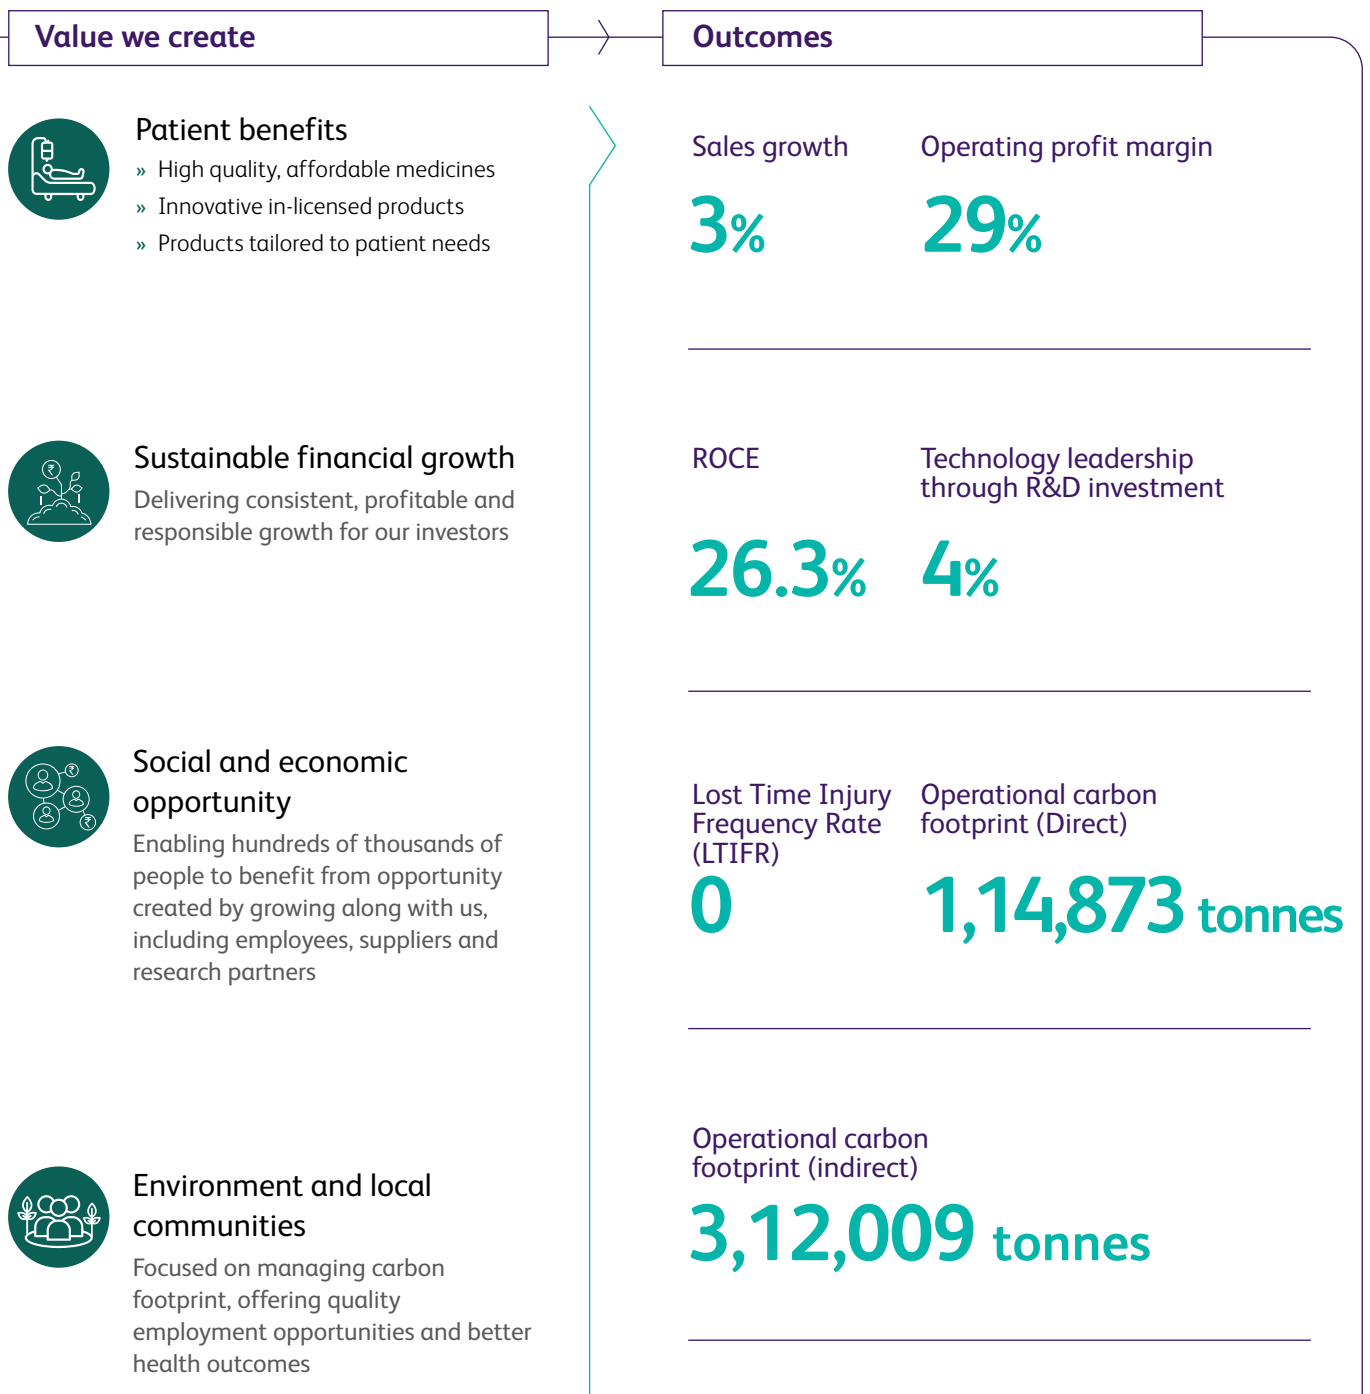 Value we create
Outcomes
Patient benefits
» High quality, affordable medicines
» Innovative in-licensed products
» Products tailored to patient needs
Sales growth
3%
Operating profit margin
29%
Sustainable financial growth
Delivering consistent, profitable and
responsible growth for our investors
ROCE
26.3%
Technology leadership
through R&D investment
4%
Social and economic
opportunity
Enabling hundreds of thousands of
people to benefit from opportunity
created by growing along with us,
including employees, suppliers and
research partners
Lost Time Injury
Frequency Rate
(LTIFR)
0
Operational carbon
footprint (Direct)
1,14,873 tonnes
Environment and local
communities
Focused on managing carbon
footprint, offering quality
employment opportunities and better
health outcomes
Operational carbon
footprint (indirect)
3,12,009 tonnes